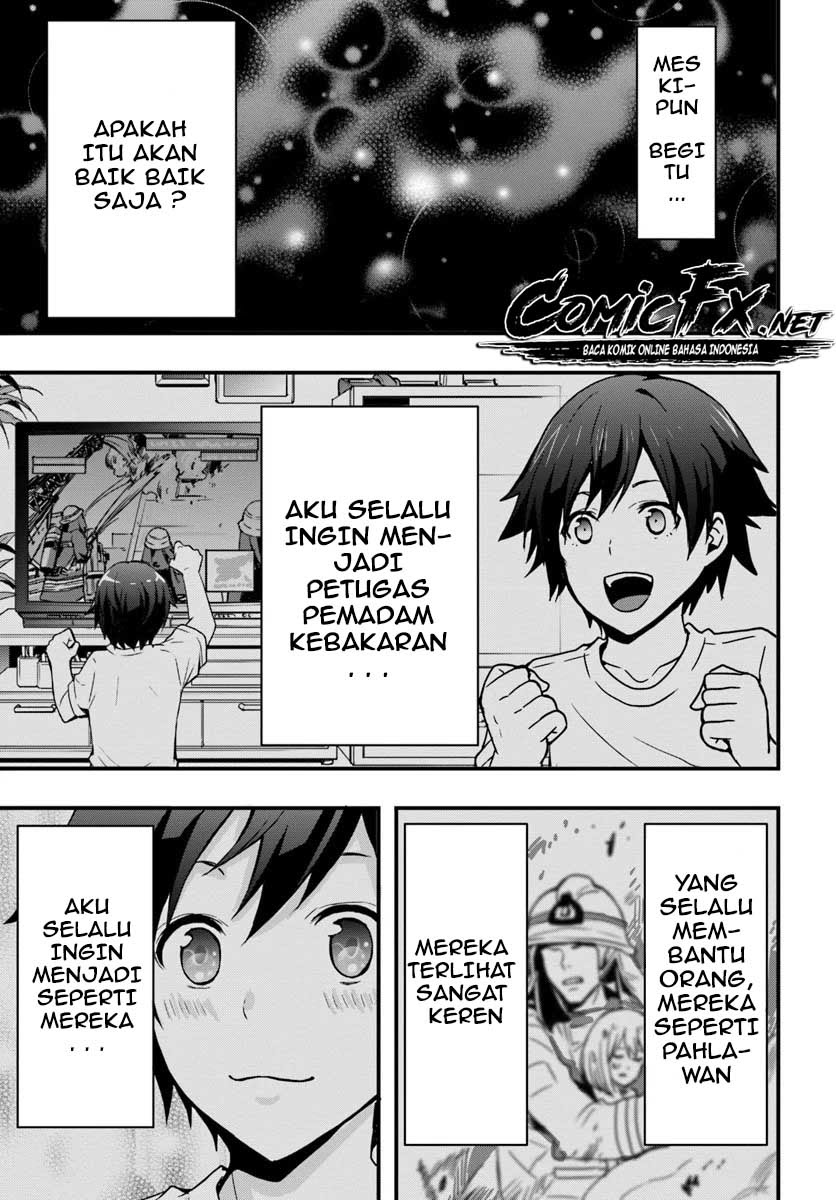 MES
KI-
PUN
BEGI
TU
...
APAKAH
ITU AKAN
BAIK BAIK
SAJA ?
COMICFX.NET
BACA KOMIK ONLINE BAHASA INDONESIA
AKU SELALU
INGIN MEN-
JADI
PETUGAS
PEMADAM
KEBAKARAN
. . .
YANG
SELALU
MEM-
BANTU
ORANG,
MEREKA
SEPERTI
PAHLA-
WAN
MEREKA
TERLIHAT
SANGAT
KEREN
AKU
SELALU
INGIN
MENJADI
SEPERTI
MEREKA
. . .